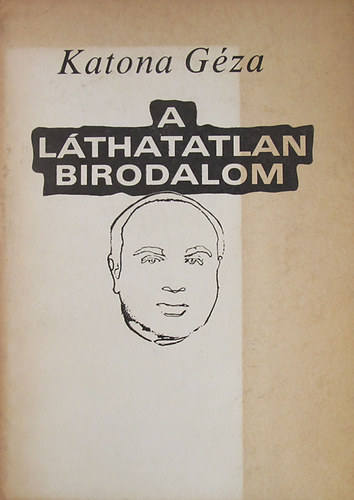 Katona Géza
A
LÁTHATATLAN
BIRODALOM